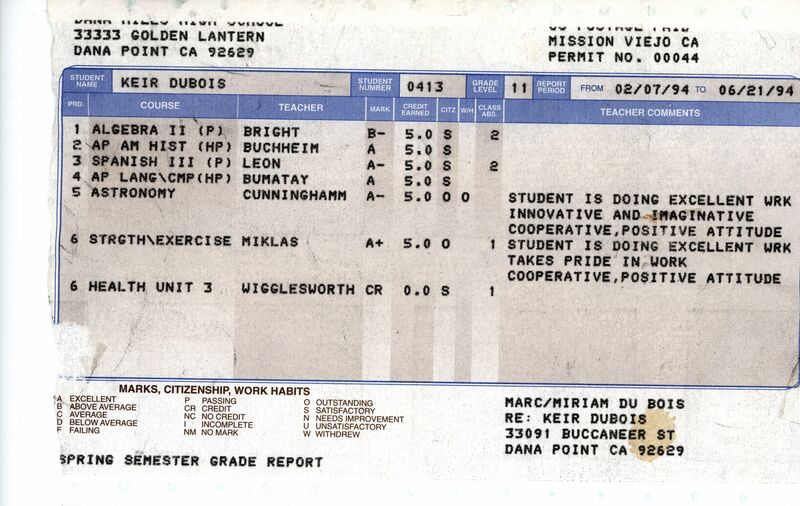 DANA HILLS HIGH SCHOOL
33333 GOLDEN LANTERN
DANA POINT CA 92629
US POSTAGE PAID
MISSION VIEJO CA
PERMIT NO. 00044
STUDENT NAME KEIR DUBOIS STUDENT NUMBER 0413 GRADE LEVEL 11 REPORT PERIOD FROM 02/07/94 TO 06/21/94
PRD. COURSE TEACHER MARK CREDIT EARNED CITZ W/H CLASS ABS. TEACHER COMMENTS
1 ALGEBRA II (P) BRIGHT B- 5.0 S 2
2 AP AM HIST (HP) BUCHHEIM A 5.0 S
3 SPANISH III (P) LEON A- 5.0 S 2
4 AP LANG\CMP(HP) BUMATAY A 5.0 S
5 ASTRONOMY CUNNINGHAMM A- 5.0 O O STUDENT IS DOING EXCELLENT WRK
INNOVATIVE AND IMAGINATIVE
COOPERATIVE,POSITIVE ATTITUDE
6 STRGTH\EXERCISE MIKLAS A+ 5.0 O 1 STUDENT IS DOING EXCELLENT WRK
TAKES PRIDE IN WORK
COOPERATIVE,POSITIVE ATTITUDE
6 HEALTH UNIT 3 WIGGLESWORTH CR 0.0 S 1
MARKS, CITIZENSHIP, WORK HABITS
A EXCELLENT P PASSING O OUTSTANDING
B ABOVE AVERAGE CR CREDIT S SATISFACTORY
C AVERAGE NC NO CREDIT N NEEDS IMPROVEMENT
D BELOW AVERAGE I INCOMPLETE U UNSATISFACTORY
F FAILING NM NO MARK W WITHDREW
MARC/MIRIAM DU BOIS
RE: KEIR DUBOIS
33091 BUCCANEER ST
DANA POINT CA 92629
SPRING SEMESTER GRADE REPORT